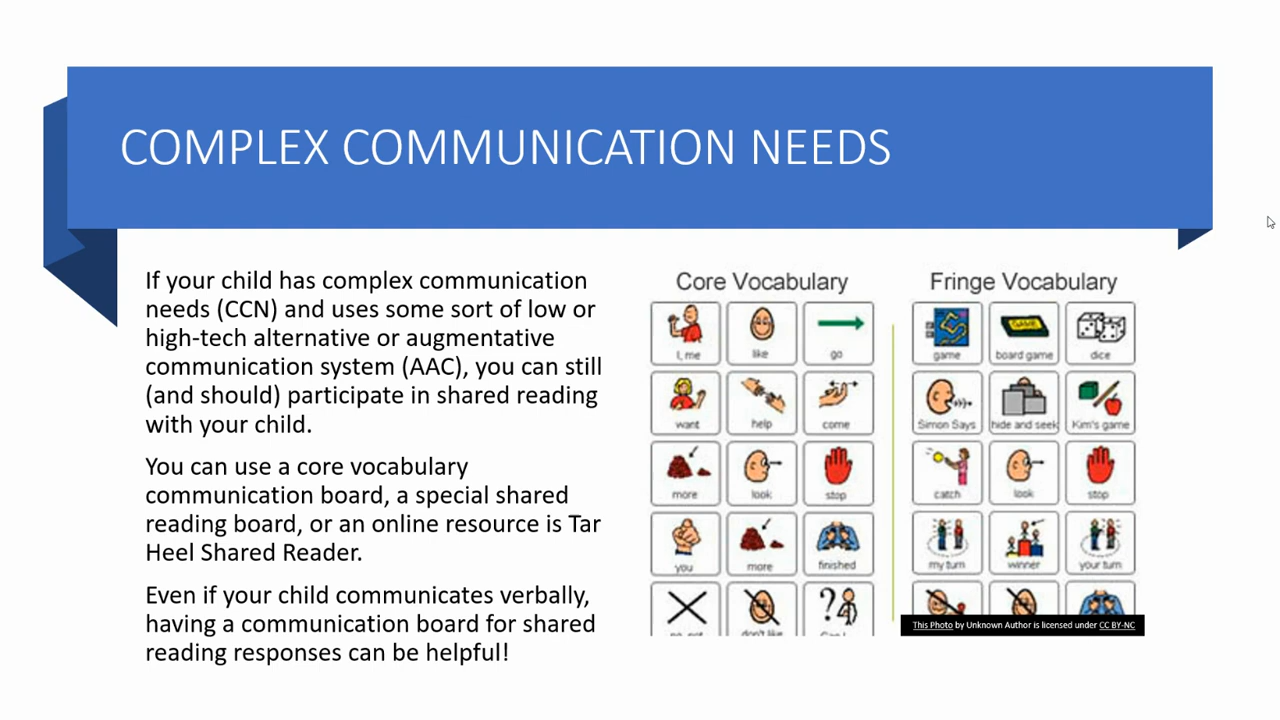 COMPLEX COMMUNICATION NEEDS
If your child has complex communication
needs (CCN) and uses some sort of low or
high-tech alternative or augmentative
communication system (AAC), you can still
(and should) participate in shared reading
with your child.
You can use a core vocabulary
communication board, a special shared
reading board, or an online resource is Tar
Heel Shared Reader.
Even if your child communicates verbally,
having a communication board for shared
reading responses can be helpful!
Core Vocabulary
I, me like go
want help come
more look stop
you more finished
don't like
Fringe Vocabulary
game board game dice
GAME
Simon Says hide and seek Kim's game
catch look stop
my turn winner your turn
This Photo by Unknown Author is licensed under CC BY-NC